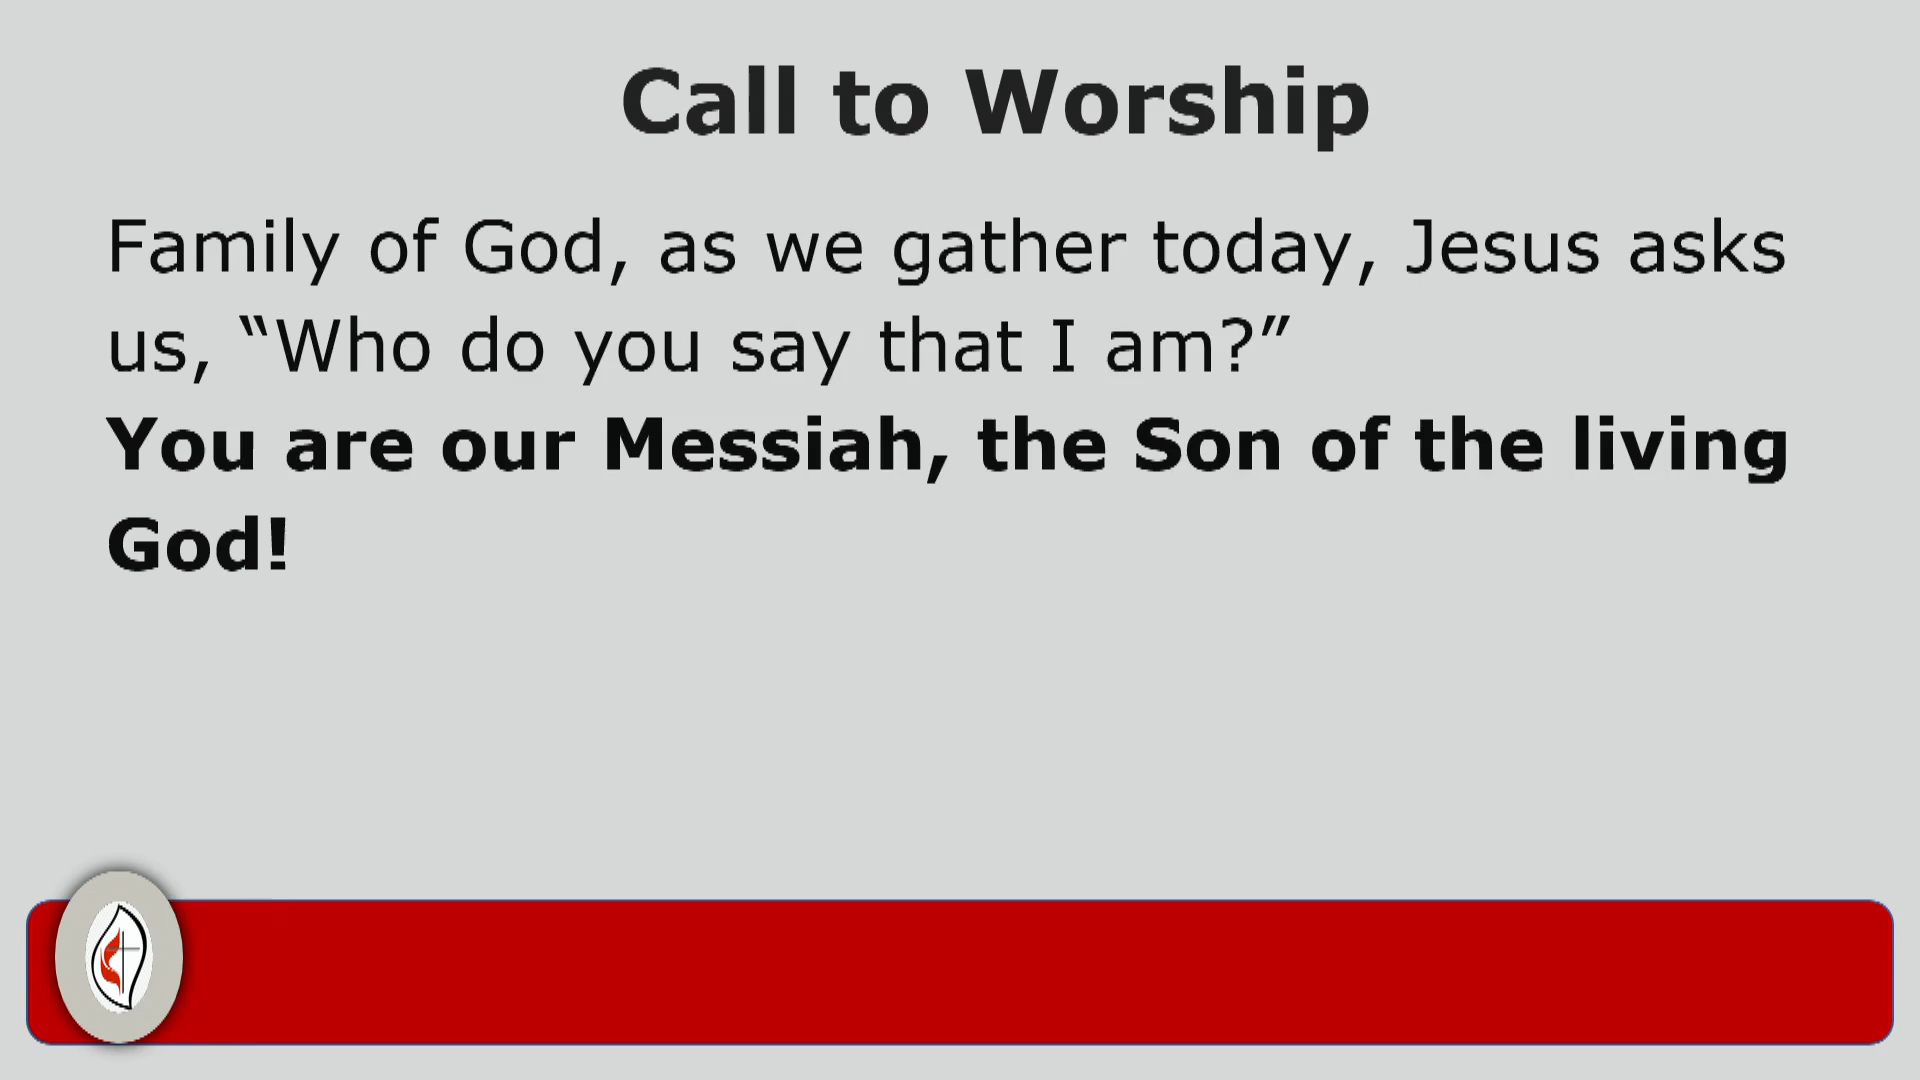 Call to Worship
Family of God, as we gather today, Jesus asks
us, “Who do you say that I am?”
You are our Messiah, the Son of the living
God!